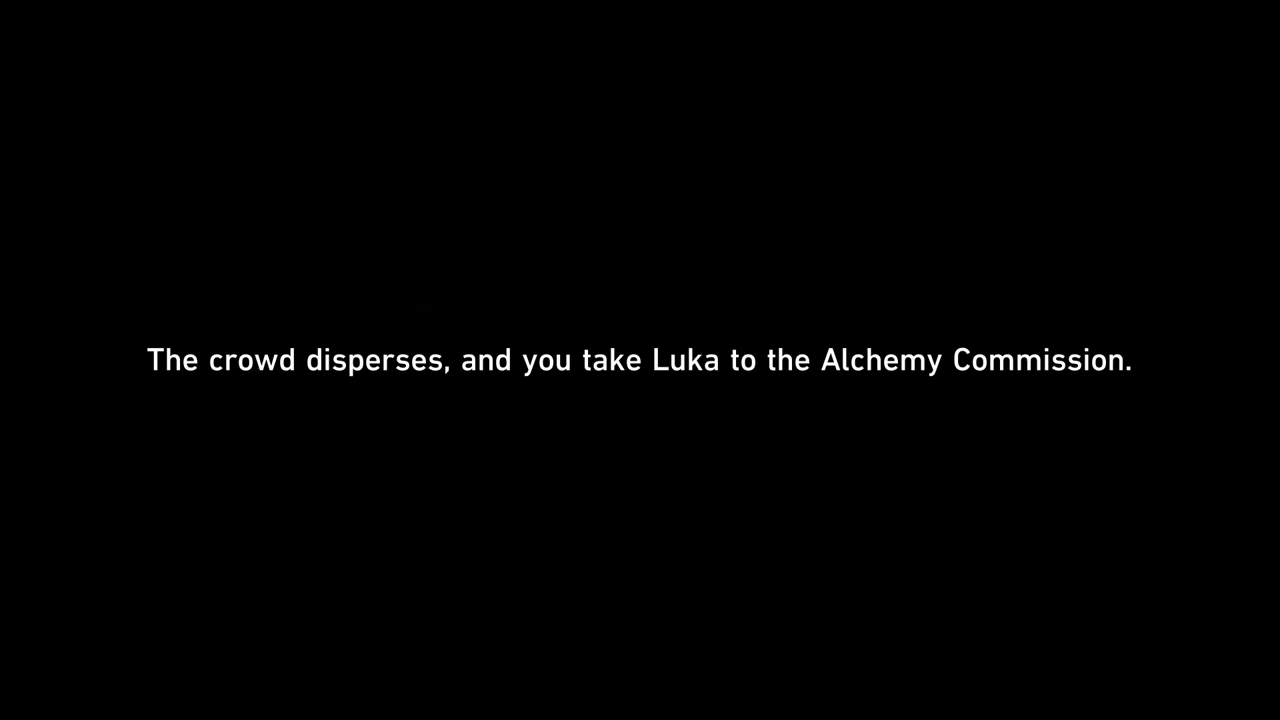 The crowd disperses, and you take Luka to the Alchemy Commission.